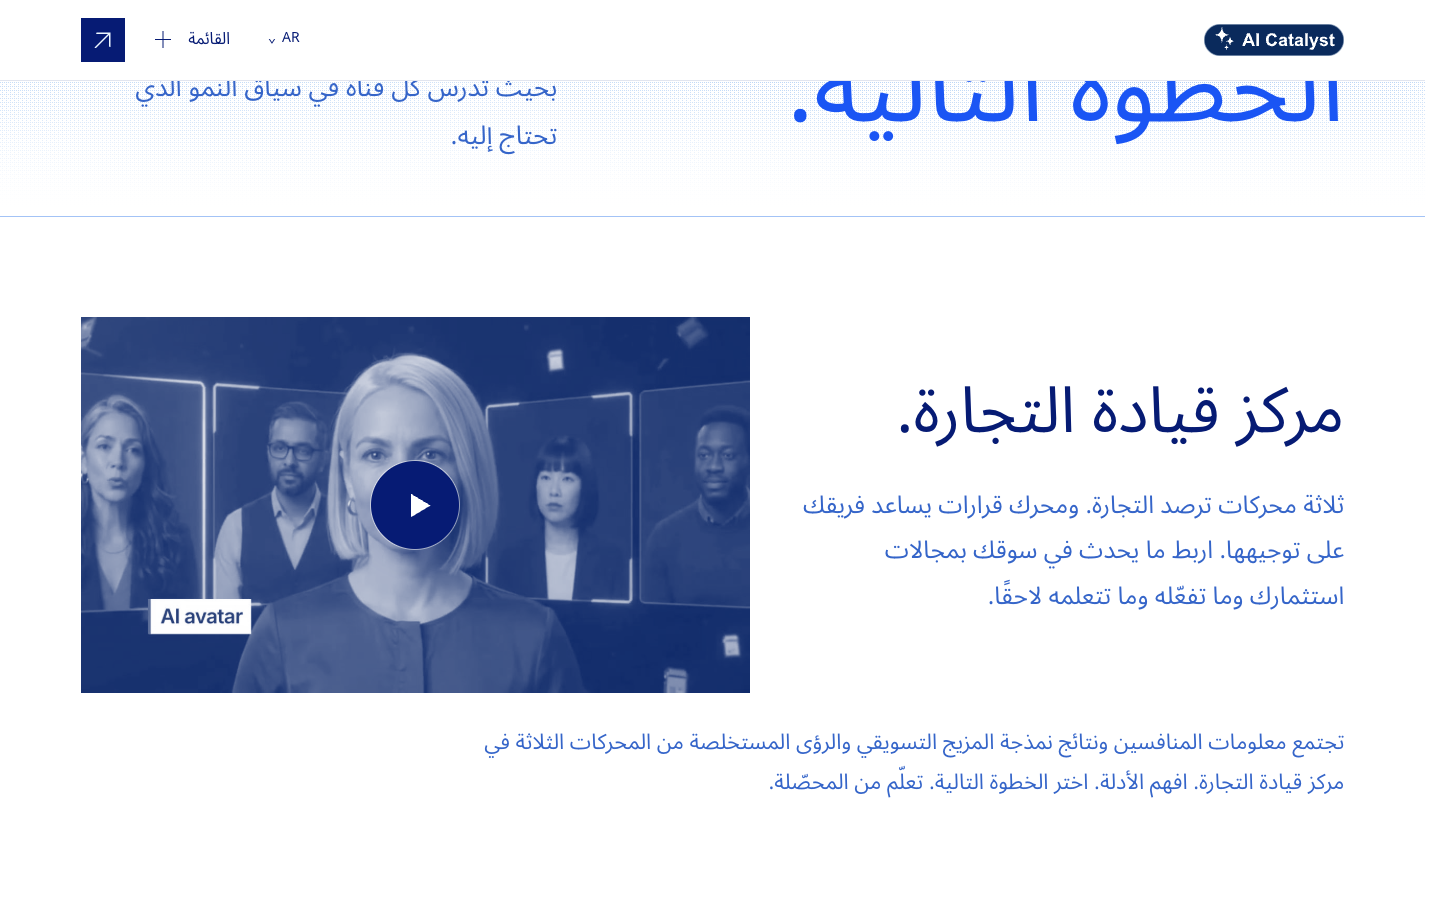 AI Catalyst
AR
القائمة
الخطوة التالية.
بحيث تدرس كل قناة في سياق النمو الذي
تحتاج إليه.
مركز قيادة التجارة.
ثلاثة محركات ترصد التجارة. ومحرك قرارات يساعد فريقك
على توجيهها. اربط ما يحدث في سوقك بمجالات
استثمارك وما تفعّله وما تتعلمه لاحقًا.
AI avatar
تجتمع معلومات المنافسين ونتائج نمذجة المزيج التسويقي والرؤى المستخلصة من المحركات الثلاثة في
مركز قيادة التجارة. افهم الأدلة. اختر الخطوة التالية. تعلّم من المحصّلة.